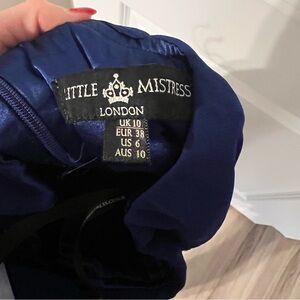 LITTLE MISTRESS
LONDON
UK 10
EUR 38
US 6
AUS 10